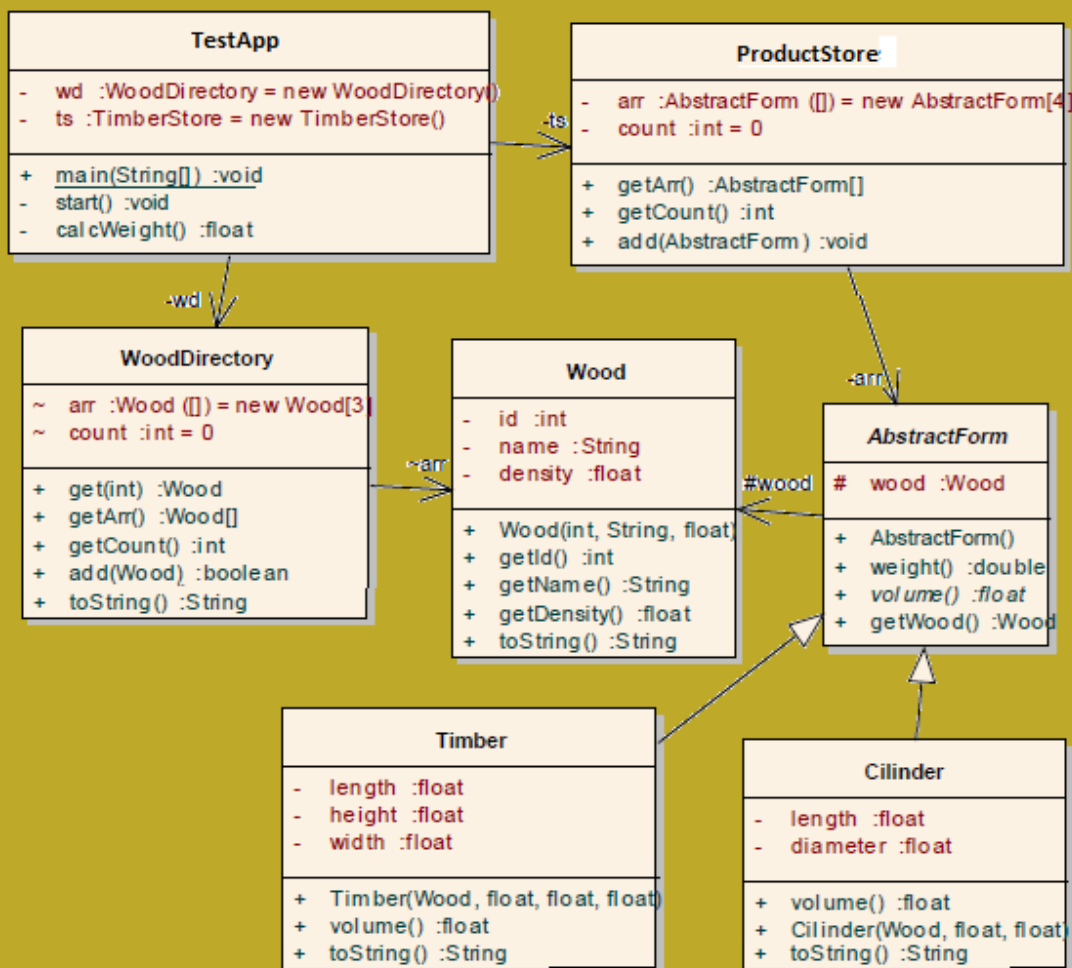 TestApp
- wd :WoodDirectory = new WoodDirectory()
- ts :TimberStore = new TimberStore()
+ main(String[]) :void
- start() :void
- calcWeight() :float
ProductStore
- arr :AbstractForm ([]) = new AbstractForm[4]
- count :int = 0
+ getArr() :AbstractForm[]
+ getCount() :int
+ add(AbstractForm) :void
-ts
-wd
-arr
WoodDirectory
~ arr :Wood ([]) = new Wood[3]
~ count :int = 0
+ get(int) :Wood
+ getArr() :Wood[]
+ getCount() :int
+ add(Wood) :boolean
+ toString() :String
~arr
Wood
- id :int
- name :String
- density :float
+ Wood(int, String, float)
+ getId() :int
+ getName() :String
+ getDensity() :float
+ toString() :String
#wood
AbstractForm
# wood :Wood
+ AbstractForm()
+ weight() :double
+ volume() :float
+ getWood() :Wood
Timber
- length :float
- height :float
- width :float
+ Timber(Wood, float, float, float)
+ volume() :float
+ toString() :String
Cilinder
- length :float
- diameter :float
+ volume() :float
+ Cilinder(Wood, float, float)
+ toString() :String